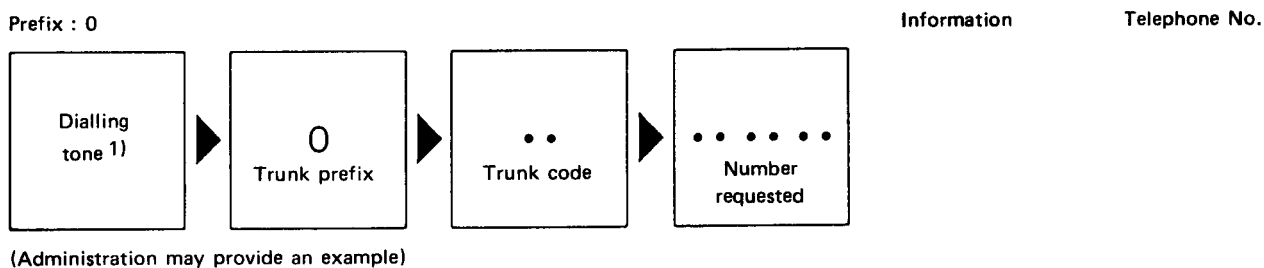 Prefix : 0
Information Telephone No.
Dialling
tone 1)
0
Trunk prefix
• •
Trunk code
• • • • • •
Number
requested
(Administration may provide an example)